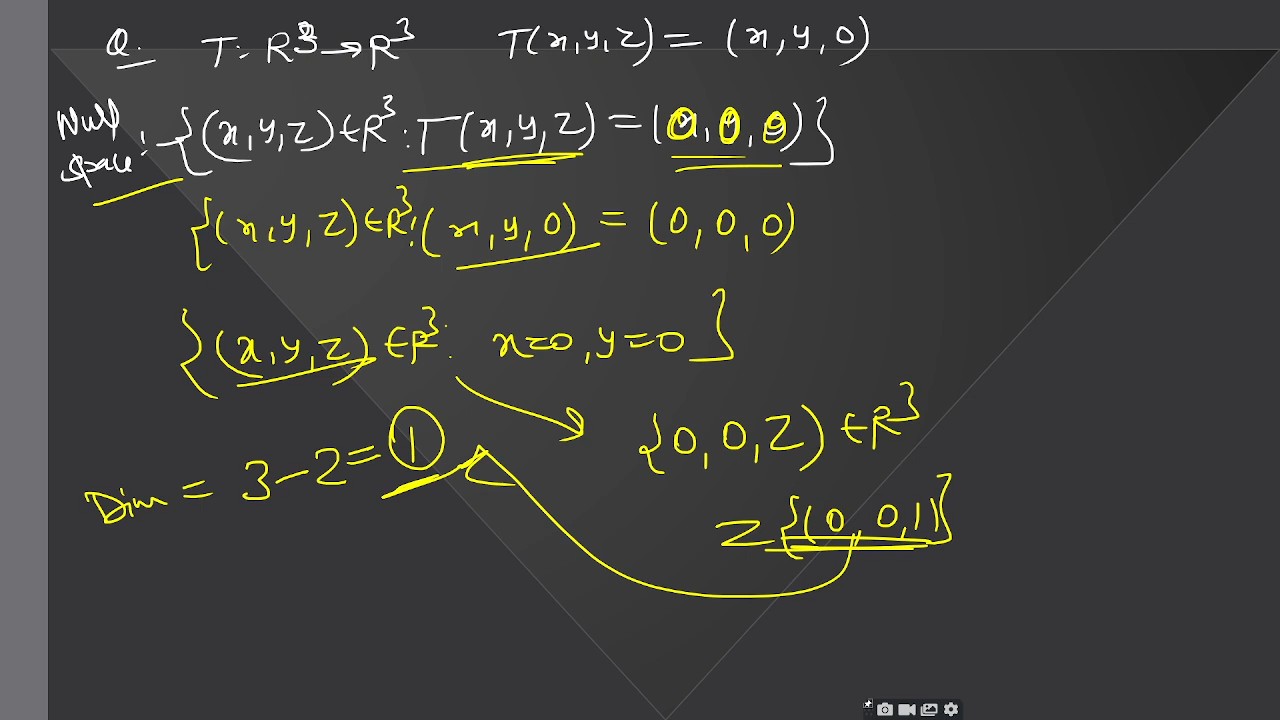 Q. T: R³→R³ T(x,y,z) = (x,y,0)
Null space: {(x,y,z)∈R³: T(x,y,z) = (0,0,0)}
{(x,y,z)∈R³: (x,y,0) = (0,0,0)
{(x,y,z)∈R³: x=0, y=0}
{0,0,z) ∈R³
Dim = 3-2= 1
z{(0,0,1)}